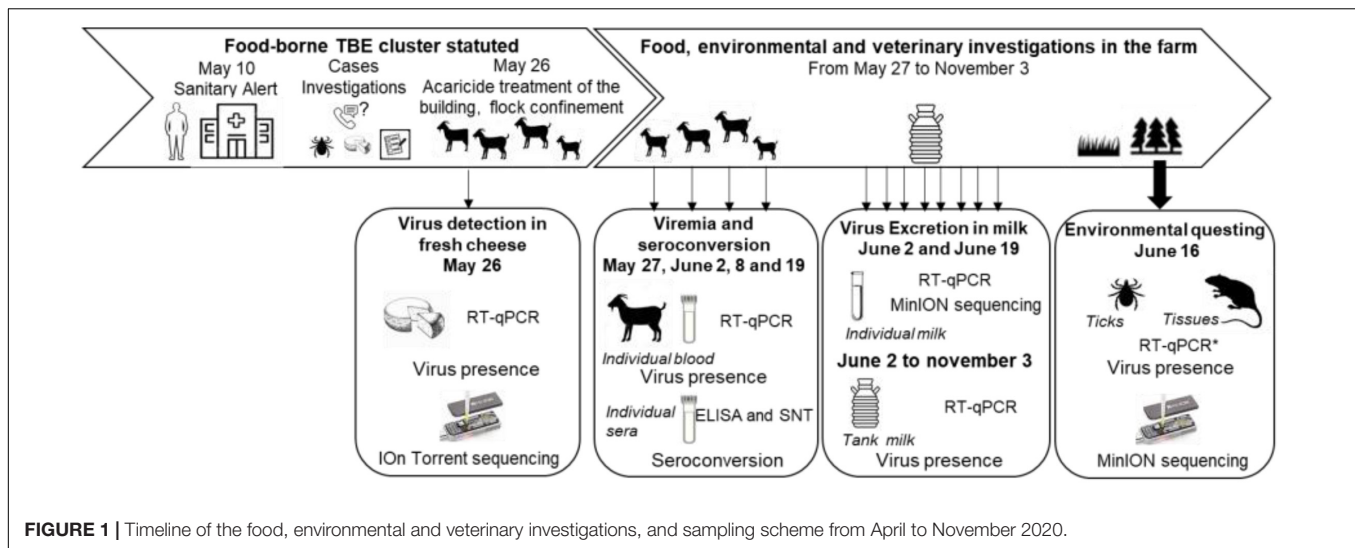 Food-borne TBE cluster statuted
May 10
Sanitary Alert
Cases
Investigations
?
May 26
Acaricide treatment of the
building, flock confinement
Food, environmental and veterinary investigations in the farm
From May 27 to November 3
Virus detection in
fresh cheese
May 26
RT-qPCR
Virus presence
IOn Torrent sequencing
Viremia and
seroconversion
May 27, June 2, 8 and 19
RT-qPCR
Individual blood
Virus presence
Individual
sera
ELISA and SNT
Seroconversion
Virus Excretion in milk
June 2 and June 19
RT-qPCR
MinION sequencing
Individual milk
June 2 to november 3
RT-qPCR
Tank milk
Virus presence
Environmental questing
June 16
Ticks
Tissues
RT-qPCR*
Virus presence
MinION sequencing
FIGURE 1 | Timeline of the food, environmental and veterinary investigations, and sampling scheme from April to November 2020.